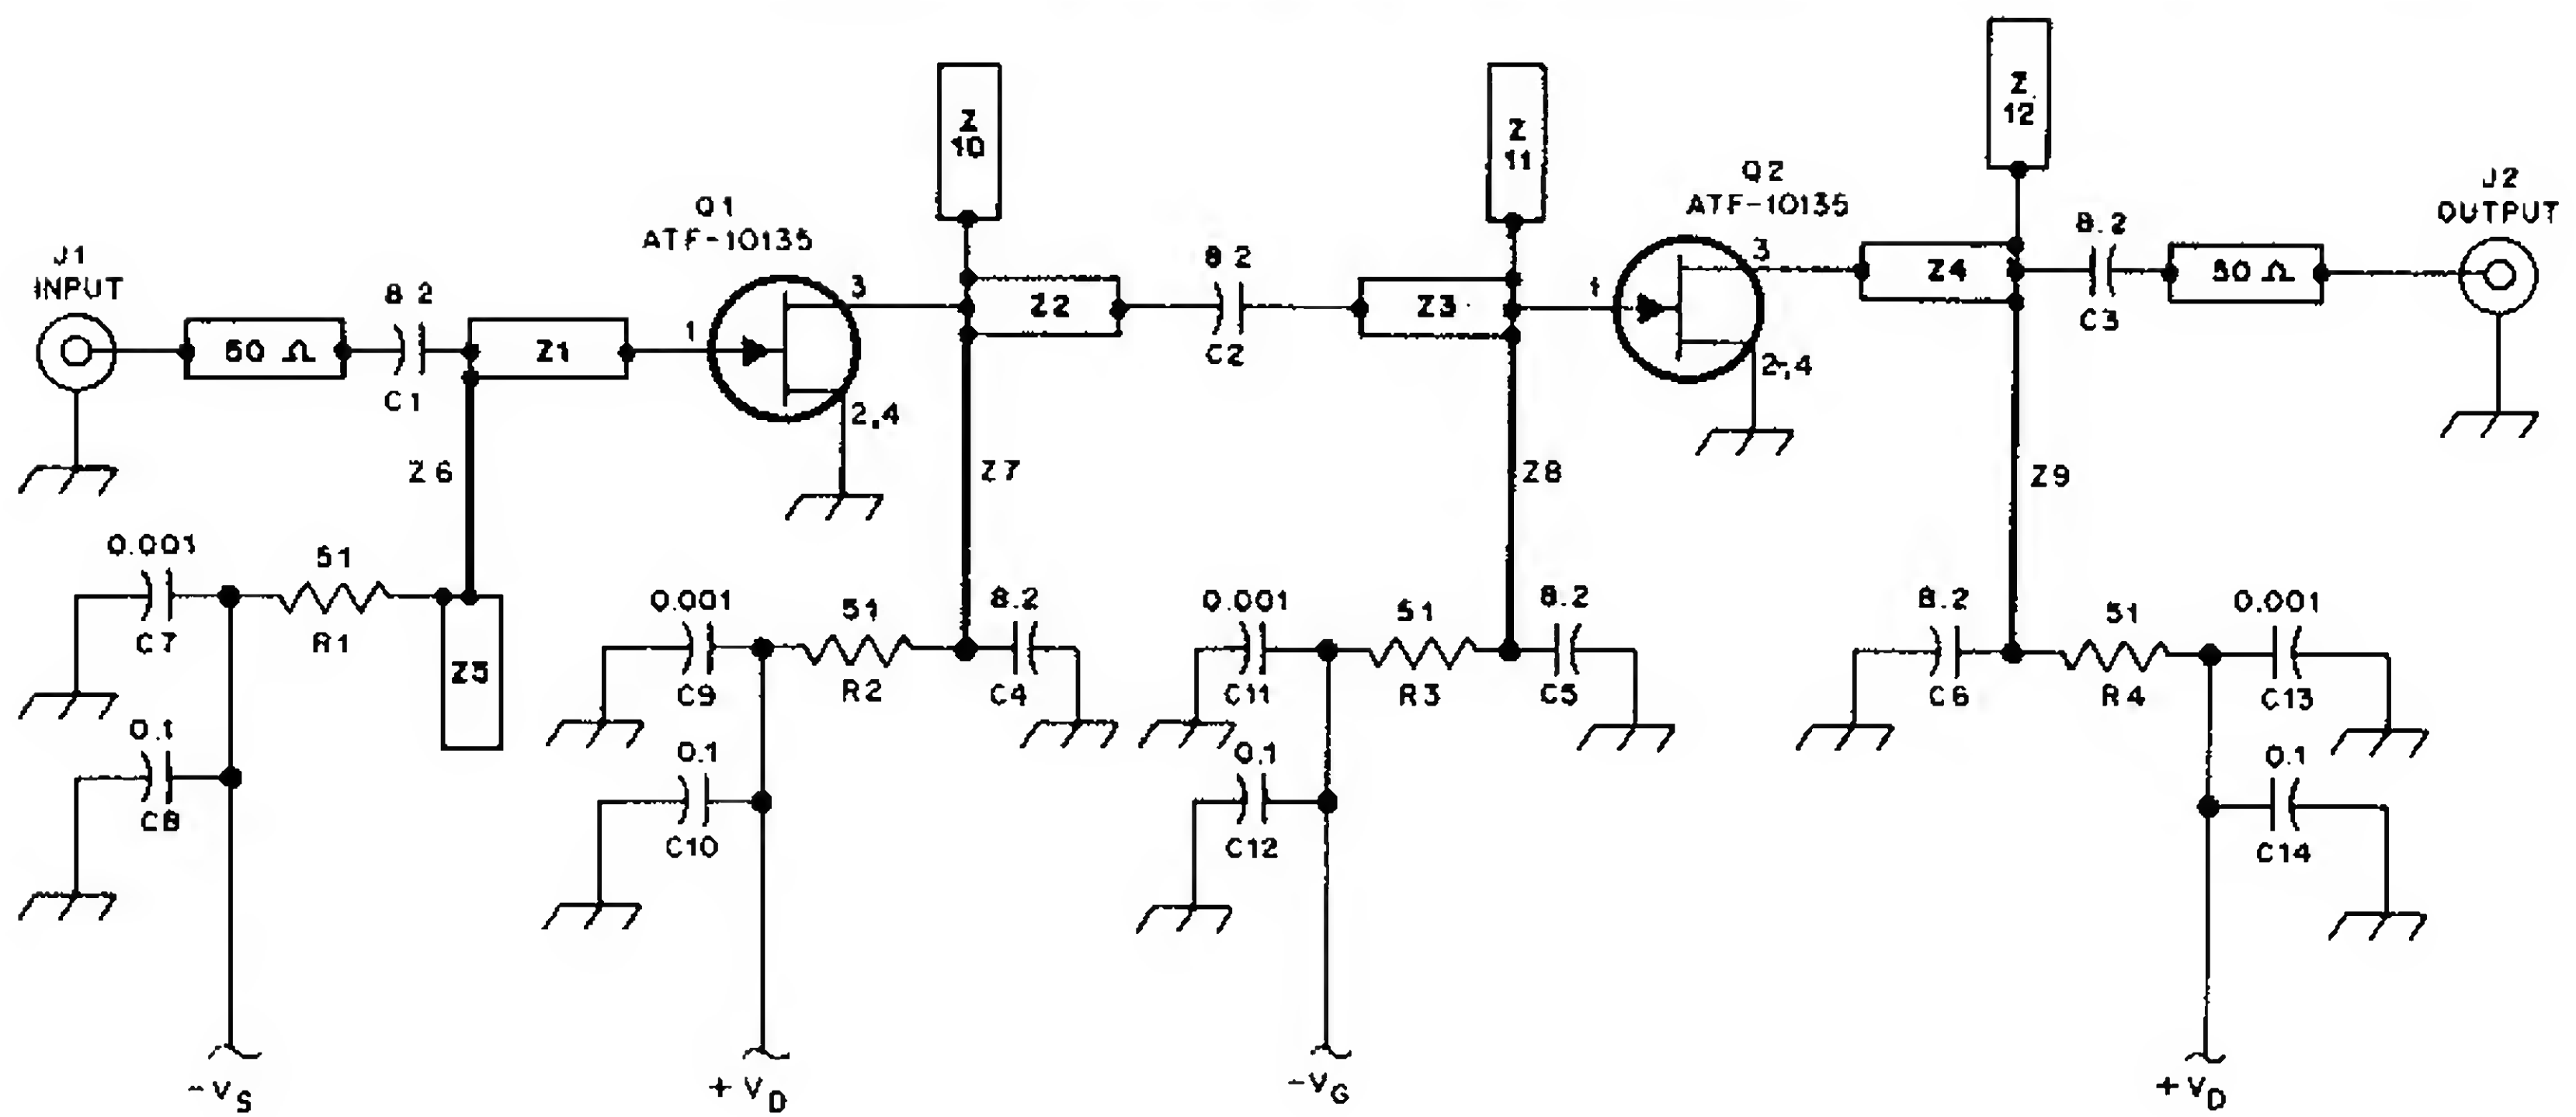 J1
INPUT
50 Ω
8 2
C1
Z1
Z6
1
Q1
ATF-10135
3
2,4
Z
10
Z2
Z7
8 2
C2
Z3
Z
11
Z8
1
Q2
ATF-10135
3
2,4
Z4
Z
12
Z9
8.2
C3
50 Ω
J2
OUTPUT
0.001
C7
51
R1
Z5
0.1
C8
-VS
0.001
C9
51
R2
8.2
C4
0.1
C10
+VD
0.001
C11
51
R3
8.2
C5
0.1
C12
-VG
8.2
C6
51
R4
0.001
C13
0.1
C14
+VD